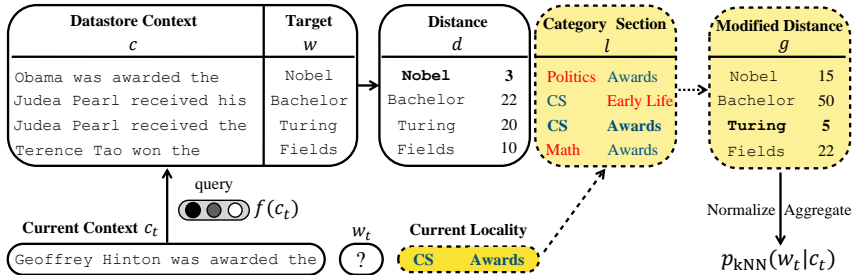 Datastore Context Target Distance Category Section Modified Distance
c w d l g
Obama was awarded the Nobel Nobel 3 Politics Awards Nobel 15
Judea Pearl received his Bachelor Bachelor 22 CS Early Life Bachelor 50
Judea Pearl received the Turing Turing 20 CS Awards Turing 5
Terence Tao won the Fields Fields 10 Math Awards Fields 22
query
f(c_t)
Normalize Aggregate
Current Context c_t w_t Current Locality
Geoffrey Hinton was awarded the ? CS Awards p_kNN(w_t|c_t)